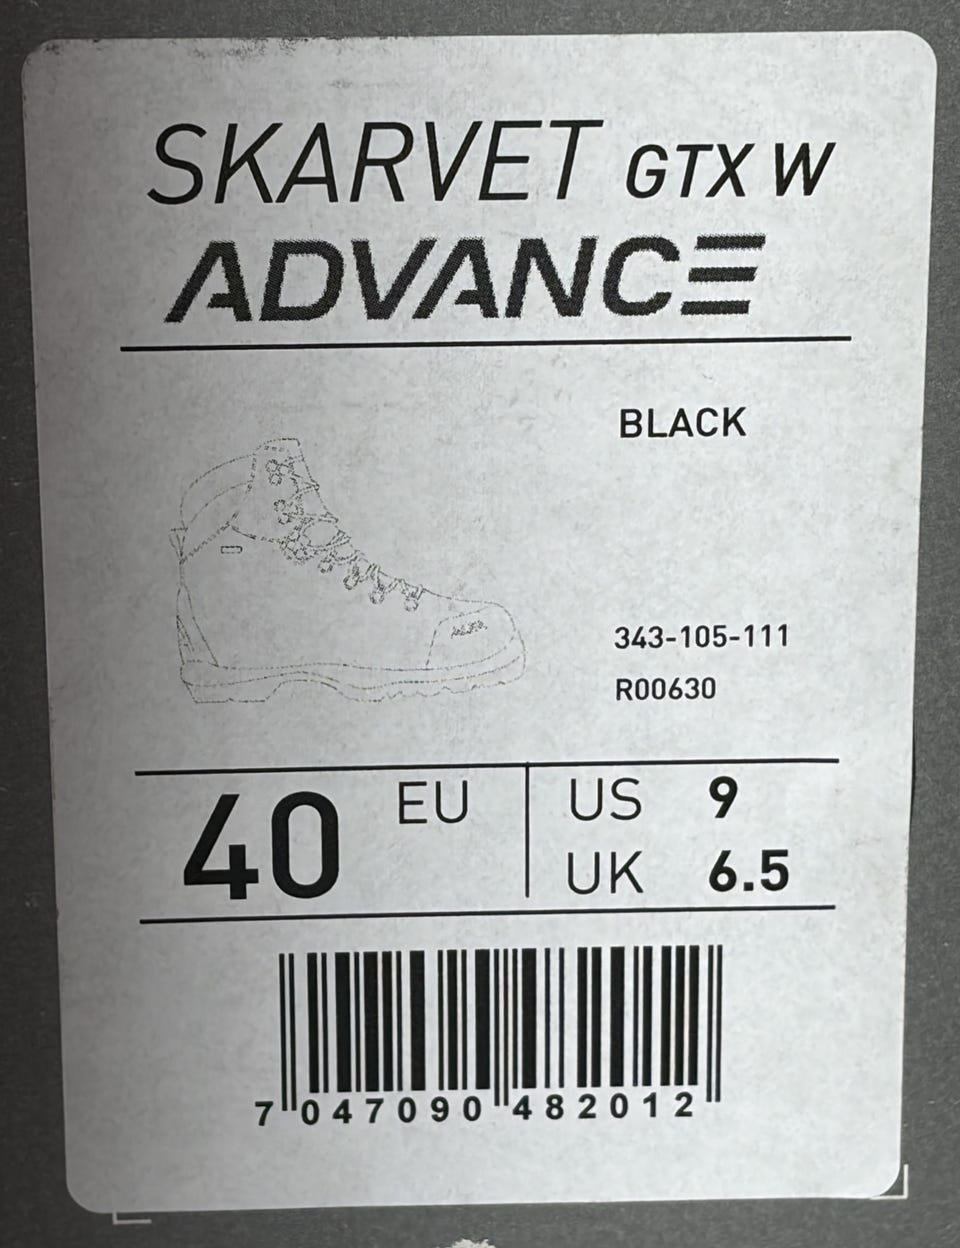 SKARVET GTX W
ADVANCE
BLACK
343-105-111
R00630
40 EU
US 9
UK 6.5
7 047090 482012